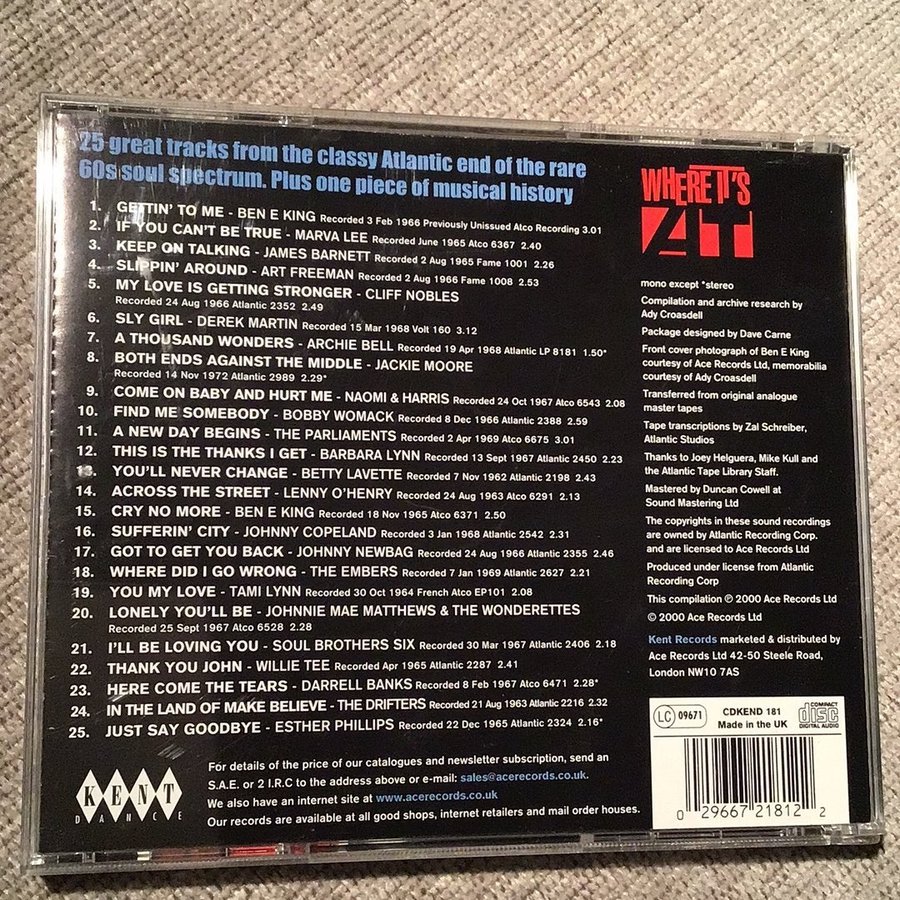 25 great tracks from the classy Atlantic end of the rare
60s soul spectrum. Plus one piece of musical history
1. GETTIN' TO ME - BEN E KING Recorded 3 Feb 1966 Previously Unissued Atco Recording 3.01
2. IF YOU CAN'T BE TRUE - MARVA LEE Recorded June 1965 Atco 6367 2.40
3. KEEP ON TALKING - JAMES BARNETT Recorded 2 Aug 1965 Fame 1001 2.26
4. SLIPPIN' AROUND - ART FREEMAN Recorded 2 Aug 1966 Fame 1008 2.53
5. MY LOVE IS GETTING STRONGER - CLIFF NOBLES
Recorded 24 Aug 1966 Atlantic 2352 2.49
6. SLY GIRL - DEREK MARTIN Recorded 15 Mar 1968 Volt 160 3.12
7. A THOUSAND WONDERS - ARCHIE BELL Recorded 19 Apr 1968 Atlantic LP 8181 1.50*
8. BOTH ENDS AGAINST THE MIDDLE - JACKIE MOORE
Recorded 14 Nov 1972 Atlantic 2989 2.29*
9. COME ON BABY AND HURT ME - NAOMI & HARRIS Recorded 24 Oct 1967 Atco 6543 2.08
10. FIND ME SOMEBODY - BOBBY WOMACK Recorded 8 Dec 1966 Atlantic 2388 2.59
11. A NEW DAY BEGINS - THE PARLIAMENTS Recorded 2 Apr 1969 Atco 6675 3.01
12. THIS IS THE THANKS I GET - BARBARA LYNN Recorded 13 Sept 1967 Atlantic 2450 2.23
13. YOU'LL NEVER CHANGE - BETTY LAVETTE Recorded 7 Nov 1962 Atlantic 2198 2.43
14. ACROSS THE STREET - LENNY O'HENRY Recorded 24 Aug 1963 Atco 6291 2.13
15. CRY NO MORE - BEN E KING Recorded 18 Nov 1965 Atco 6371 2.50
16. SUFFERIN' CITY - JOHNNY COPELAND Recorded 3 Jan 1968 Atlantic 2542 2.31
17. GOT TO GET YOU BACK - JOHNNY NEWBAG Recorded 24 Aug 1966 Atlantic 2355 2.46
18. WHERE DID I GO WRONG - THE EMBERS Recorded 7 Jan 1969 Atlantic 2627 2.21
19. YOU MY LOVE - TAMI LYNN Recorded 30 Oct 1964 French Atco EP101 2.08
20. LONELY YOU'LL BE - JOHNNIE MAE MATTHEWS & THE WONDERETTES
Recorded 25 Sept 1967 Atco 6528 2.28
21. I'LL BE LOVING YOU - SOUL BROTHERS SIX Recorded 30 Mar 1967 Atlantic 2406 2.18
22. THANK YOU JOHN - WILLIE TEE Recorded Apr 1965 Atlantic 2287 2.41
23. HERE COME THE TEARS - DARRELL BANKS Recorded 8 Feb 1967 Atco 6471 2.28*
24. IN THE LAND OF MAKE BELIEVE - THE DRIFTERS Recorded 21 Aug 1963 Atlantic 2216 2.32
25. JUST SAY GOODBYE - ESTHER PHILLIPS Recorded 22 Dec 1965 Atlantic 2324 2.16*
KENT
DANCE
For details of the price of our catalogues and newsletter subscription, send an
S.A.E. or 2 I.R.C to the address above or e-mail: sales@acerecords.co.uk.
We also have an internet site at www.acerecords.co.uk
Our records are available at all good shops, internet retailers and mail order houses.
WHERE IT'S
AT
mono except *stereo
Compilation and archive research by
Ady Croasdell
Package designed by Dave Carne
Front cover photograph of Ben E King
courtesy of Ace Records Ltd, memorabilia
courtesy of Ady Croasdell
Transferred from original analogue
master tapes
Tape transcriptions by Zal Schreiber,
Atlantic Studios
Thanks to Joey Helguera, Mike Kull and
the Atlantic Tape Library Staff.
Mastered by Duncan Cowell at
Sound Mastering Ltd
The copyrights in these sound recordings
are owned by Atlantic Recording Corp.
and are licensed to Ace Records Ltd
Produced under license from Atlantic
Recording Corp
This compilation ℗ 2000 Ace Records Ltd
© 2000 Ace Records Ltd
Kent Records marketed & distributed by
Ace Records Ltd 42-50 Steele Road,
London NW10 7AS
LC 09671
CDKEND 181
Made in the UK
COMPACT
disc
DIGITAL AUDIO
0 29667 21812 2